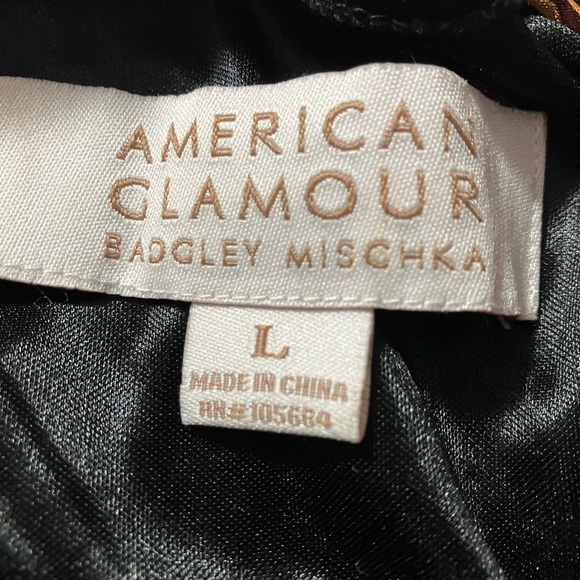 AMERICAN
GLAMOUR
BADGLEY MISCHKA
L
MADE IN CHINA
RN#105684